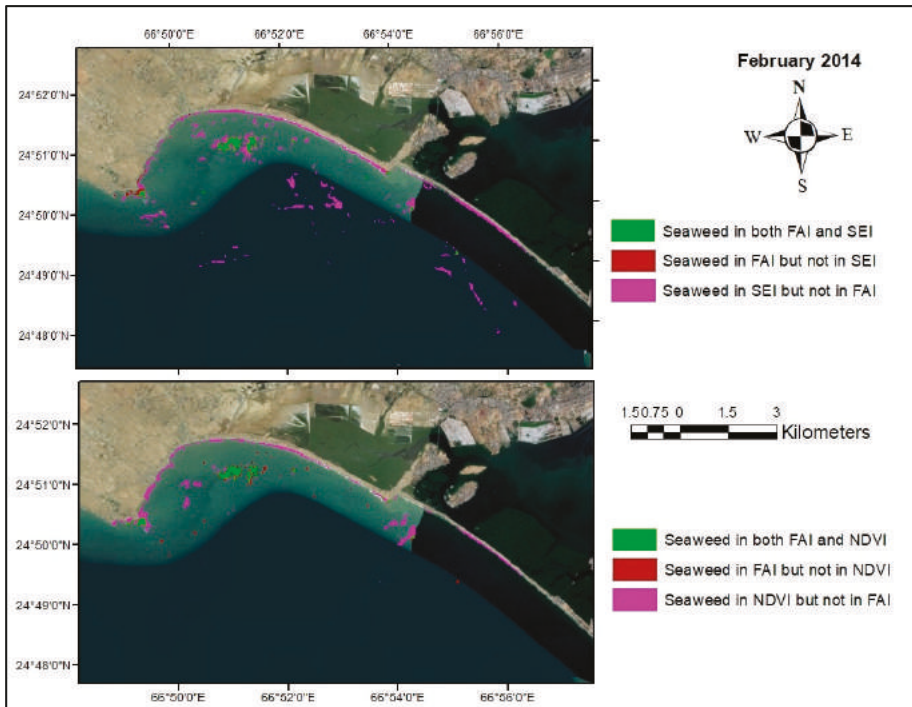 66°50'0"E 66°52'0"E 66°54'0"E 66°56'0"E
24°52'0"N
24°51'0"N
24°50'0"N
24°49'0"N
24°48'0"N
February 2014
N
W E
S
Seaweed in both FAI and SEI
Seaweed in FAI but not in SEI
Seaweed in SEI but not in FAI
24°52'0"N
24°51'0"N
24°50'0"N
24°49'0"N
24°48'0"N
66°50'0"E 66°52'0"E 66°54'0"E 66°56'0"E
1.50.75 0 1.5 3
Kilometers
Seaweed in both FAI and NDVI
Seaweed in FAI but not in NDVI
Seaweed in NDVI but not in FAI